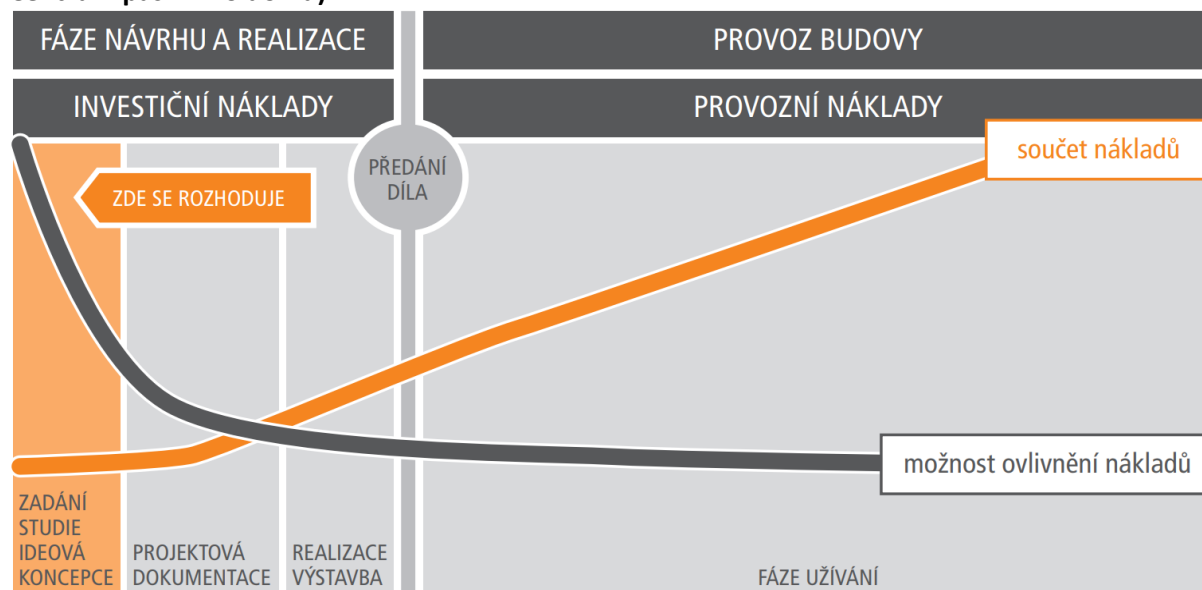 FÁZE NÁVRHU A REALIZACE
PROVOZ BUDOVY
INVESTIČNÍ NÁKLADY
PROVOZNÍ NÁKLADY
PŘEDÁNÍ
DÍLA
součet nákladů
ZDE SE ROZHODUJE
možnost ovlivnění nákladů
ZADÁNÍ
STUDIE
IDEOVÁ
KONCEPCE
PROJEKTOVÁ
DOKUMENTACE
REALIZACE
VÝSTAVBA
FÁZE UŽÍVÁNÍ